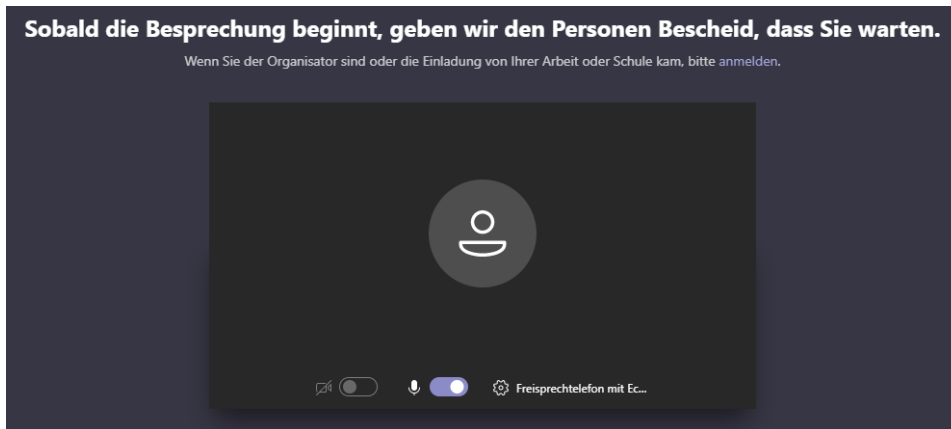 Sobald die Besprechung beginnt, geben wir den Personen Bescheid, dass Sie warten.
Wenn Sie der Organisator sind oder die Einladung von Ihrer Arbeit oder Schule kam, bitte anmelden.
Freisprechtelefon mit Ec...